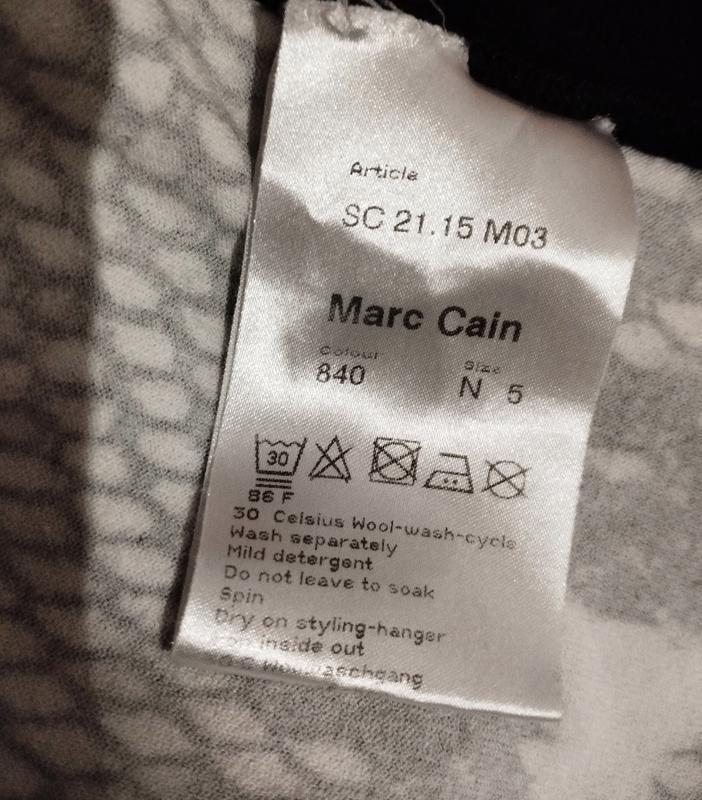 Article
SC 21.15 M03
Marc Cain
Colour Size
840 N 5
30
86 F
30 Celsius Wool-wash-cycle
Wash separately
Mild detergent
Do not leave to soak
Spin
Dry on styling-hanger
inside out